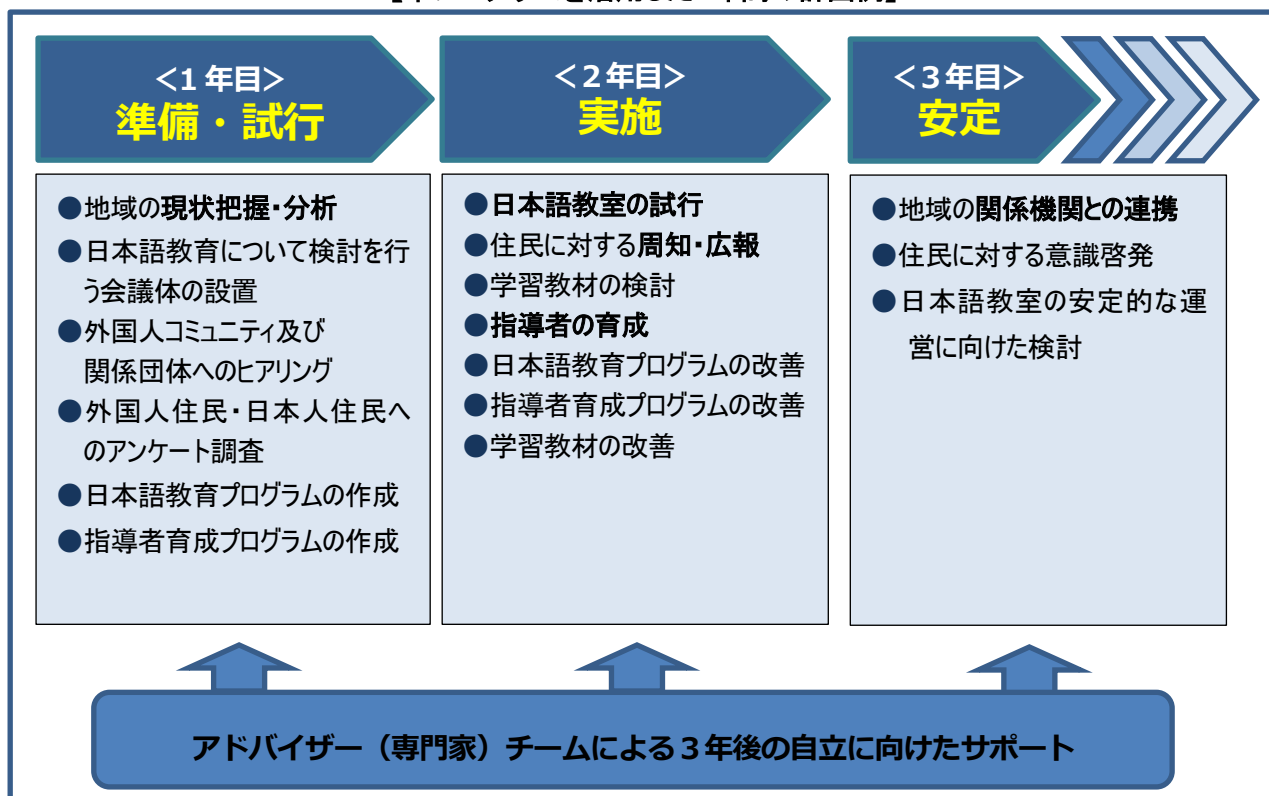 ＜１年目＞
準備・試行
＜２年目＞
実施
＜３年目＞
安定
●地域の現状把握・分析
●日本語教育について検討を行
う会議体の設置
●外国人コミュニティ及び
関係団体へのヒアリング
●外国人住民・日本人住民へ
のアンケート調査
●日本語教育プログラムの作成
●指導者育成プログラムの作成
●日本語教室の試行
●住民に対する周知・広報
●学習教材の検討
●指導者の育成
●日本語教育プログラムの改善
●指導者育成プログラムの改善
●学習教材の改善
●地域の関係機関との連携
●住民に対する意識啓発
●日本語教室の安定的な運
営に向けた検討
アドバイザー（専門家）チームによる３年後の自立に向けたサポート